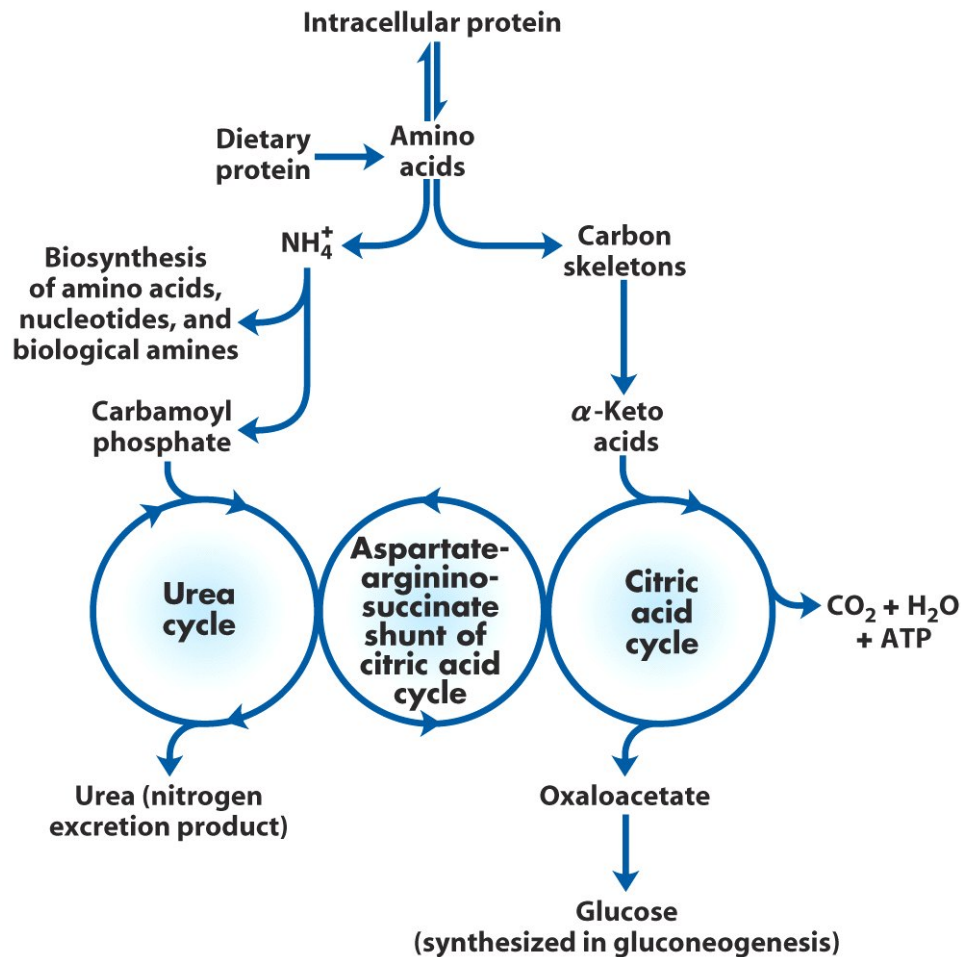 Intracellular protein
Dietary
protein
Amino
acids
NH₄⁺
Carbon
skeletons
Biosynthesis
of amino acids,
nucleotides, and
biological amines
Carbamoyl
phosphate
α-Keto
acids
Urea
cycle
Aspartate-
arginino-
succinate
shunt of
citric acid
cycle
Citric
acid
cycle
CO₂ + H₂O
+ ATP
Urea (nitrogen
excretion product)
Oxaloacetate
Glucose
(synthesized in gluconeogenesis)